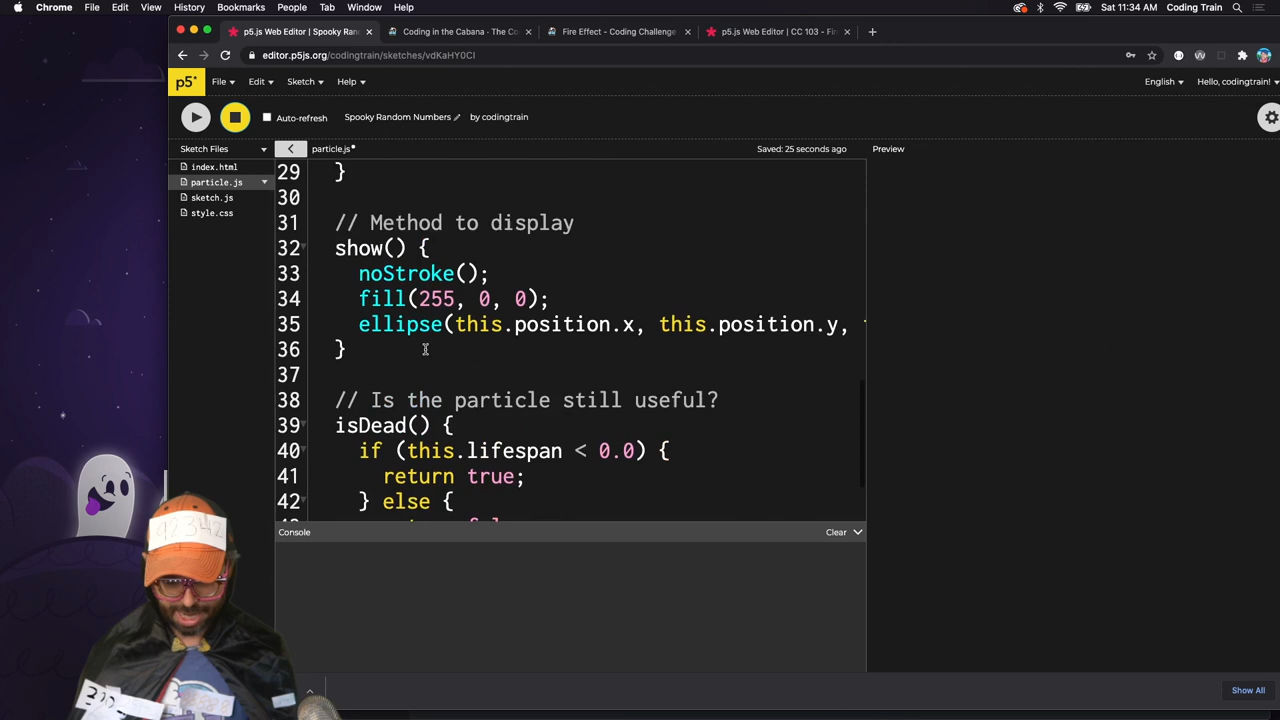 Chrome File Edit View History Bookmarks People Tab Window Help Sat 11:34 AM Coding Train
p5.js Web Editor | Spooky Ran × Coding in the Cabana - The Co × Fire Effect - Coding Challenge × p5.js Web Editor | CC 103 - Fir × +
editor.p5js.org/codingtrain/sketches/vdKaHY0CI
p5* File Edit Sketch Help English Hello, codingtrain!
Auto-refresh Spooky Random Numbers by codingtrain
Sketch Files < particle.js Saved: 25 seconds ago Preview
index.html
particle.js
sketch.js
style.css
29 }
30
31 // Method to display
32 show() {
33 noStroke();
34 fill(255, 0, 0);
35 ellipse(this.position.x, this.position.y,
36 }
37
38 // Is the particle still useful?
39 isDead() {
40 if (this.lifespan < 0.0) {
41 return true;
42 } else {
Console Clear
92342
Show All